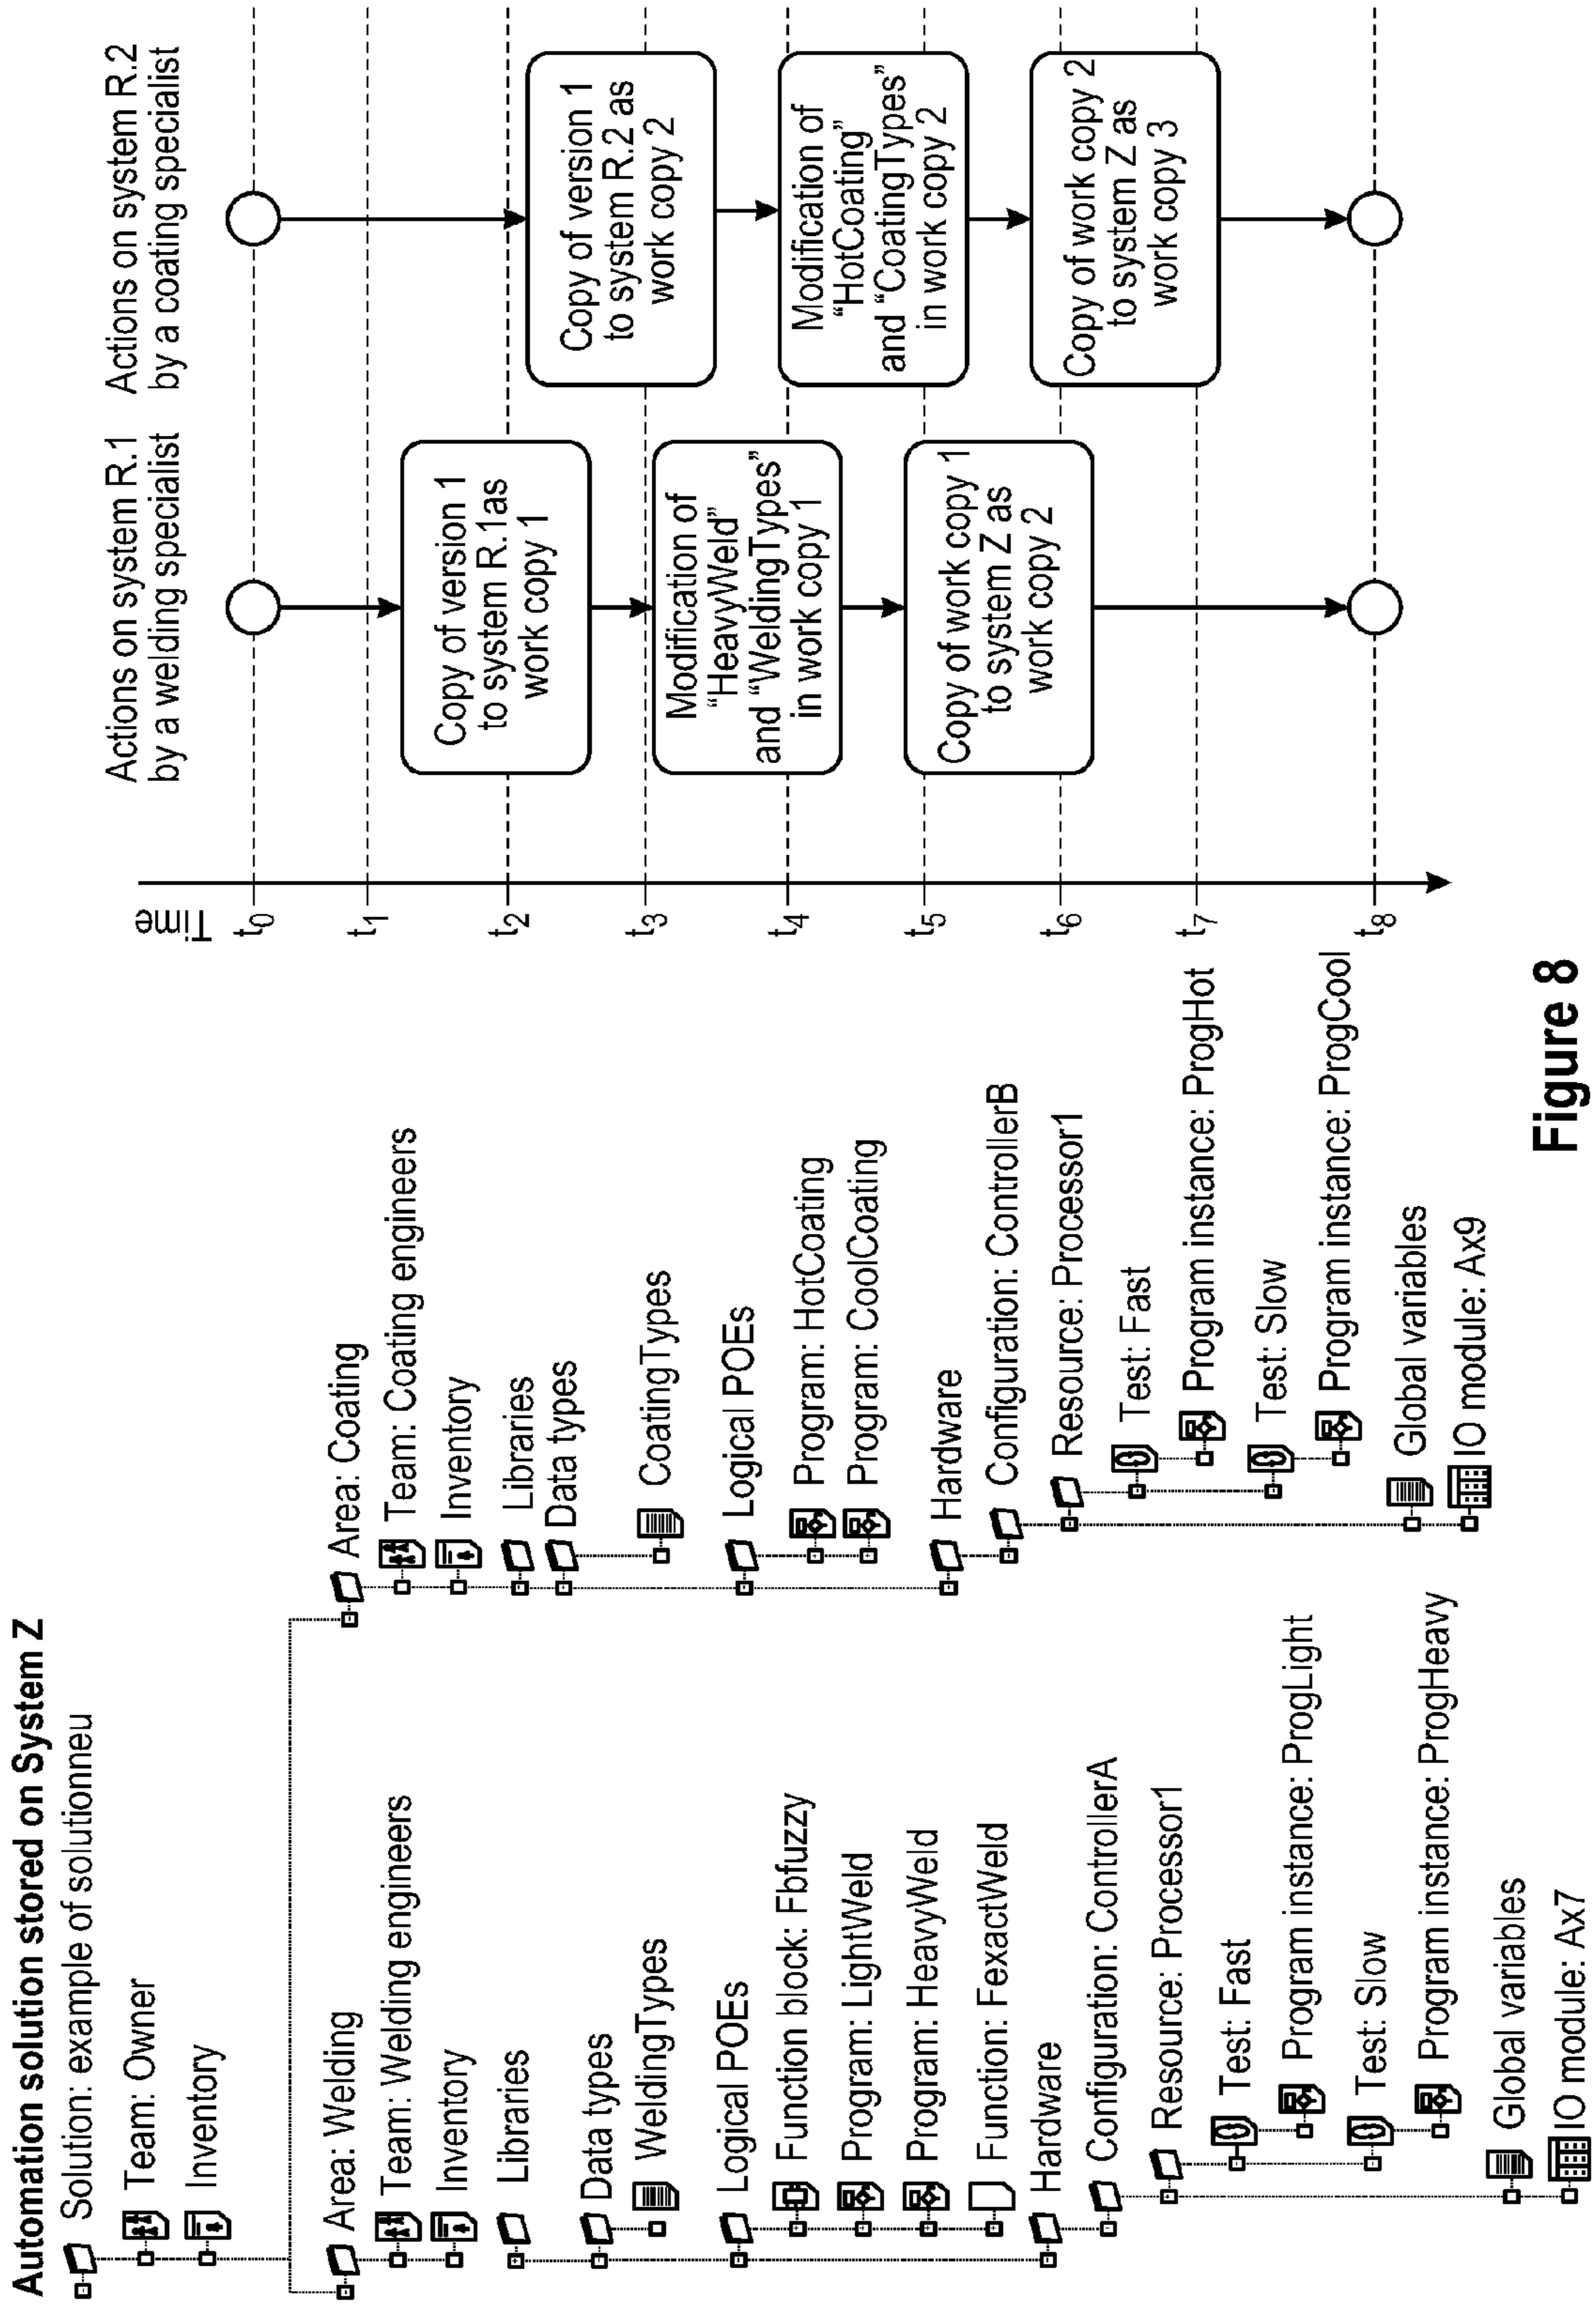 Automation solution stored on System Z
Solution: example of solutionneu
Team: Owner
Inventory
Area: Welding
Team: Welding engineers
Inventory
Libraries
Data types
WeldingTypes
Logical POEs
Function block: Fbfuzzy
Program: LightWeld
Program: HeavyWeld
Function: FexactWeld
Hardware
Configuration: ControllerA
Resource: Processor1
Test: Fast
Program instance: ProgLight
Test: Slow
Program instance: ProgHeavy
Global variables
IO module: Ax7
Area: Coating
Team: Coating engineers
Inventory
Libraries
Data types
CoatingTypes
Logical POEs
Program: HotCoating
Program: CoolCoating
Hardware
Configuration: ControllerB
Resource: Processor1
Test: Fast
Program instance: ProgHot
Test: Slow
Program instance: ProgCool
Global variables
IO module: Ax9
Time
t0
t1
t2
t3
t4
t5
t6
t7
t8
Actions on system R.1
by a welding specialist
Copy of version 1
to system R.1as
work copy 1
Modification of
“HeavyWeld”
and “WeldingTypes”
in work copy 1
Copy of work copy 1
to system Z as
work copy 2
Actions on system R.2
by a coating specialist
Copy of version 1
to system R.2 as
work copy 2
Modification of
“HotCoating”
and “CoatingTypes”
in work copy 2
Copy of work copy 2
to system Z as
work copy 3
Figure 8